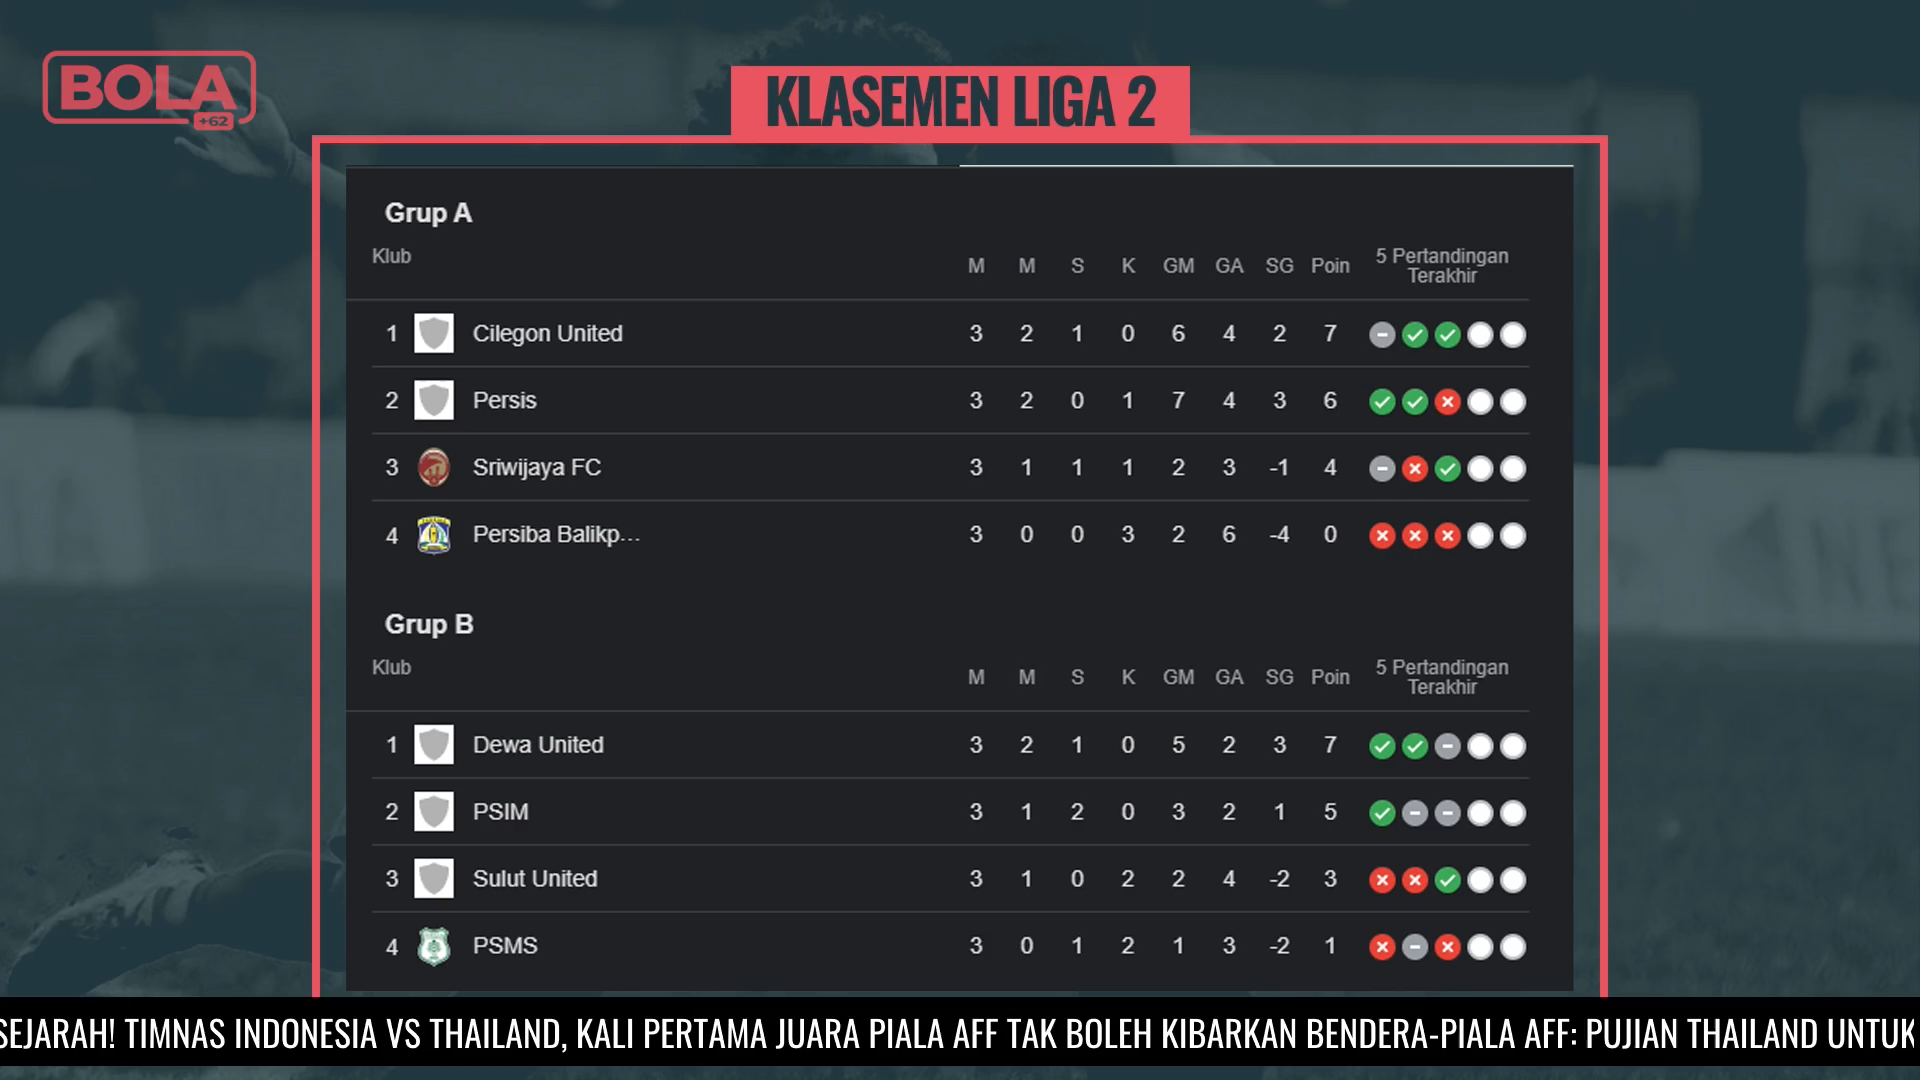 BOLA
+62
KLASEMEN LIGA 2
Grup A
Klub M M S K GM GA SG Poin 5 Pertandingan Terakhir
1 Cilegon United 3 2 1 0 6 4 2 7
2 Persis 3 2 0 1 7 4 3 6
3 Sriwijaya FC 3 1 1 1 2 3 -1 4
4 Persiba Balikp... 3 0 0 3 2 6 -4 0
Grup B
Klub M M S K GM GA SG Poin 5 Pertandingan Terakhir
1 Dewa United 3 2 1 0 5 2 3 7
2 PSIM 3 1 2 0 3 2 1 5
3 Sulut United 3 1 0 2 2 4 -2 3
4 PSMS 3 0 1 2 1 3 -2 1
SEJARAH! TIMNAS INDONESIA VS THAILAND, KALI PERTAMA JUARA PIALA AFF TAK BOLEH KIBARKAN BENDERA-PIALA AFF: PUJIAN THAILAND UNTUK